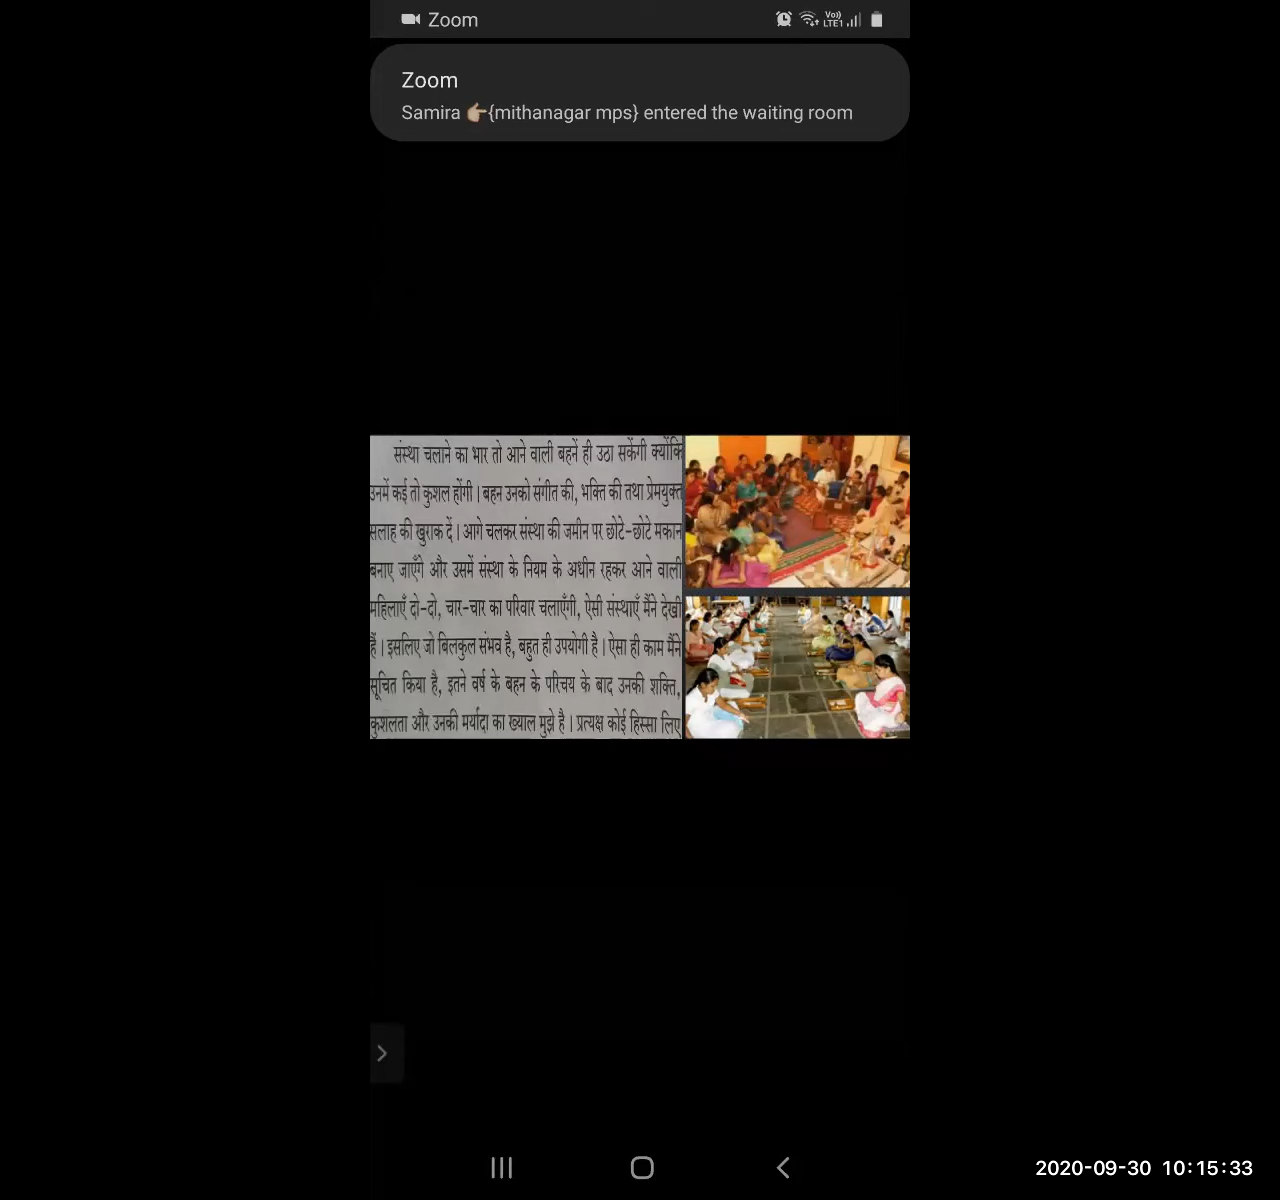 Zoom
Vo)) LTE1
Zoom
Samira 👉🏼{mithanagar mps} entered the waiting room
संस्था चलाने का भार तो आने वाली बहनें ही उठा सकेंगी क्योंकि
उनमें कई तो कुशल होंगी । बहन उनको संगीत की, भक्ति की तथा प्रेमयुक्त
सलाह की खुराक दें । आगे चलकर संस्था की जमीन पर छोटे-छोटे मकान
बनाए जाएँगे और उसमें संस्था के नियम के अधीन रहकर आने वाली
महिलाएँ दो-दो, चार-चार का परिवार चलाएँगी, ऐसी संस्थाएँ मैंने देखी
हैं । इसलिए जो बिलकुल संभव है, बहुत ही उपयोगी है । ऐसा ही काम मैंने
सूचित किया है, इतने वर्ष के बहन के परिचय के बाद उनकी शक्ति,
कुशलता और उनकी मर्यादा का ख्याल मुझे है । प्रत्यक्ष कोई हिस्सा लिए
2020-09-30 10:15:33